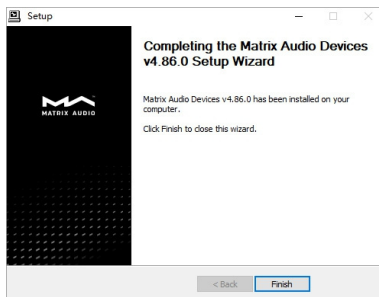 Setup
Completing the Matrix Audio Devices
v4.86.0 Setup Wizard
Matrix Audio Devices v4.86.0 has been installed on your
computer.
Click Finish to close this wizard.
MATRIX AUDIO
< Back
Finish